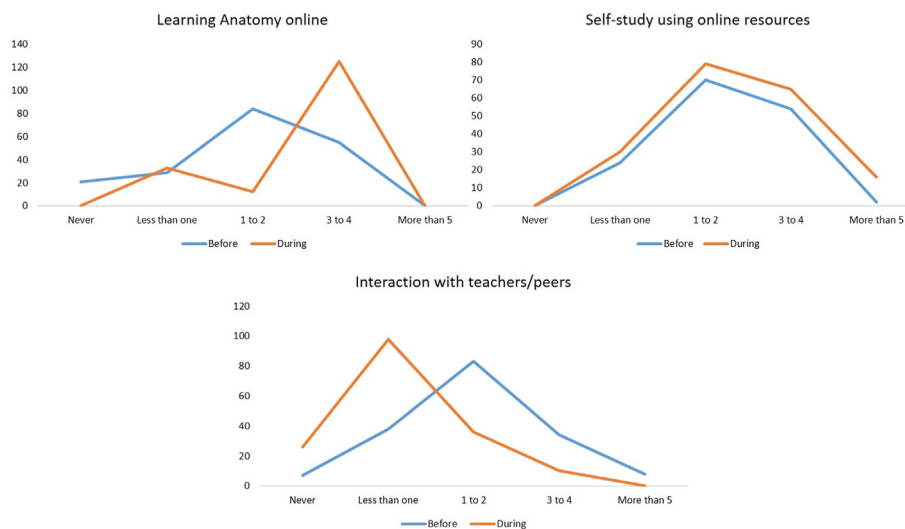 Learning Anatomy online
140
120
100
80
60
40
20
0
Never Less than one 1 to 2 3 to 4 More than 5
Before During
Self-study using online resources
90
80
70
60
50
40
30
20
10
0
Never Less than one 1 to 2 3 to 4 More than 5
Before During
Interaction with teachers/peers
120
100
80
60
40
20
0
Never Less than one 1 to 2 3 to 4 More than 5
Before During